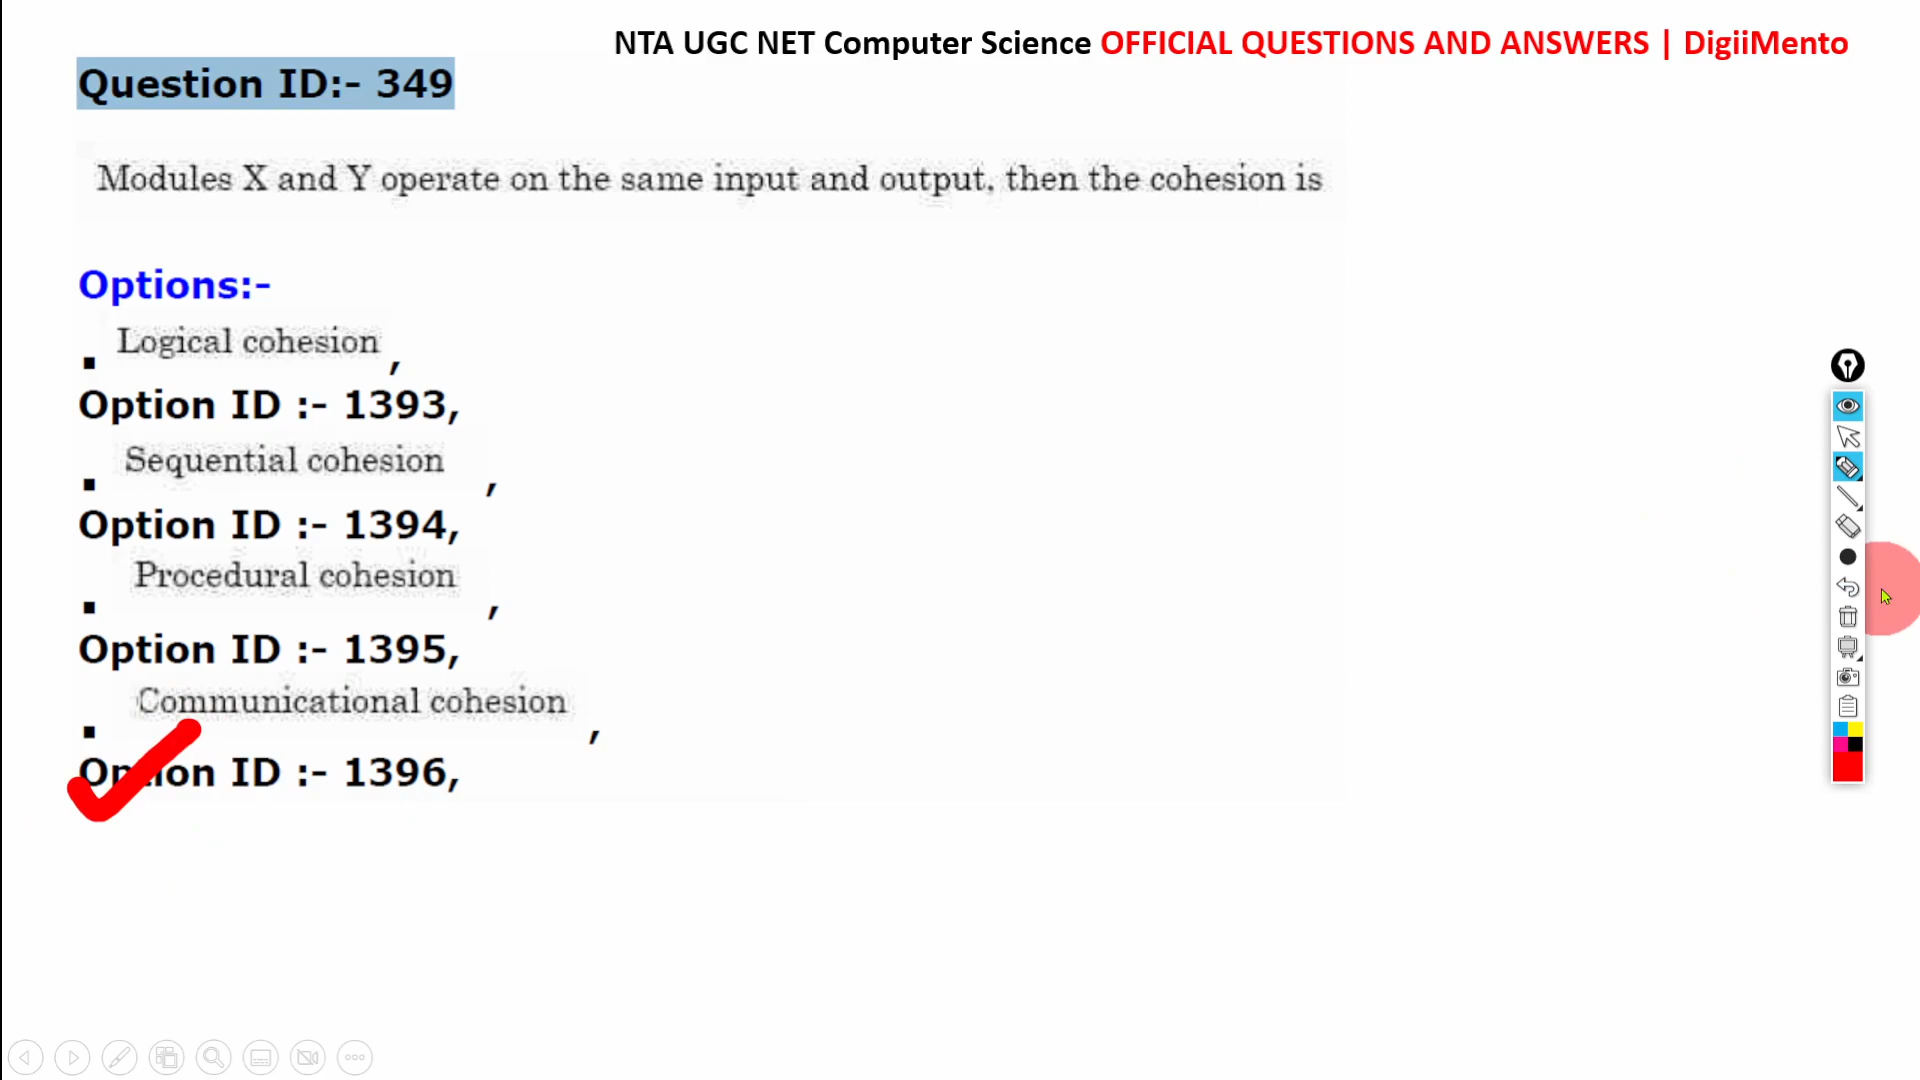 NTA UGC NET Computer Science OFFICIAL QUESTIONS AND ANSWERS | DigiiMento
Question ID:- 349
Modules X and Y operate on the same input and output, then the cohesion is
Options:-
▪ Logical cohesion ,
Option ID :- 1393,
▪ Sequential cohesion ,
Option ID :- 1394,
▪ Procedural cohesion ,
Option ID :- 1395,
▪ Communicational cohesion ,
Option ID :- 1396,